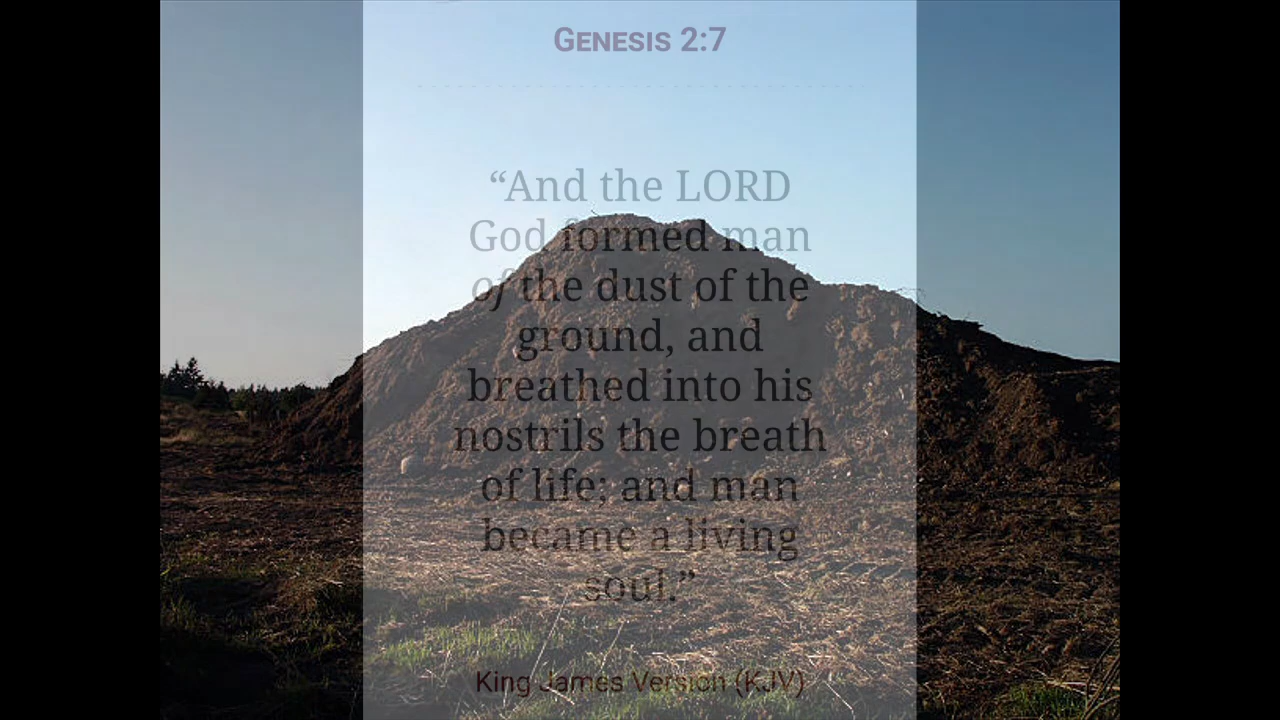 GENESIS 2:7
“And the LORD
God formed man
of the dust of the
ground, and
breathed into his
nostrils the breath
of life; and man
became a living
soul.”
King James Version (KJV)